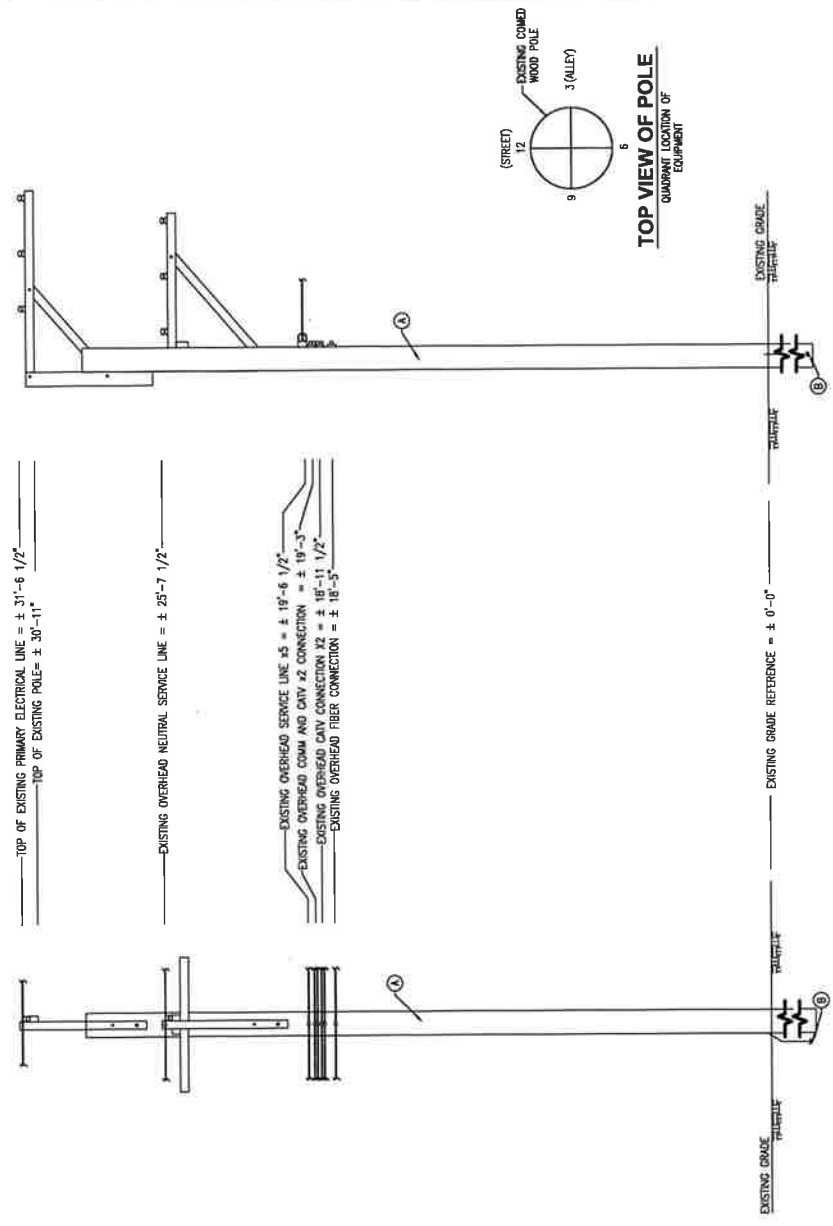 TOP OF EXISTING PRIMARY ELECTRICAL LINE = ± 31'-6 1/2"
TOP OF EXISTING POLE= ± 30'-11"
EXISTING OVERHEAD NEUTRAL SERVICE LINE = ± 25'-7 1/2"
EXISTING OVERHEAD SERVICE LINE x5 = ± 19'-6 1/2"
EXISTING OVERHEAD COMM AND CATV x2 CONNECTION = ± 19'-3"
EXISTING OVERHEAD CATV CONNECTION X2 = ± 18'-11 1/2"
EXISTING OVERHEAD FIBER CONNECTION = ± 18'-5"
EXISTING GRADE REFERENCE = ± 0'-0"
EXISTING GRADE
A
B
A
B
EXISTING GRADE
(STREET)
12
EXISTING COMED
WOOD POLE
3 (ALLEY)
9
6
TOP VIEW OF POLE
QUADRANT LOCATION OF
EQUIPMENT